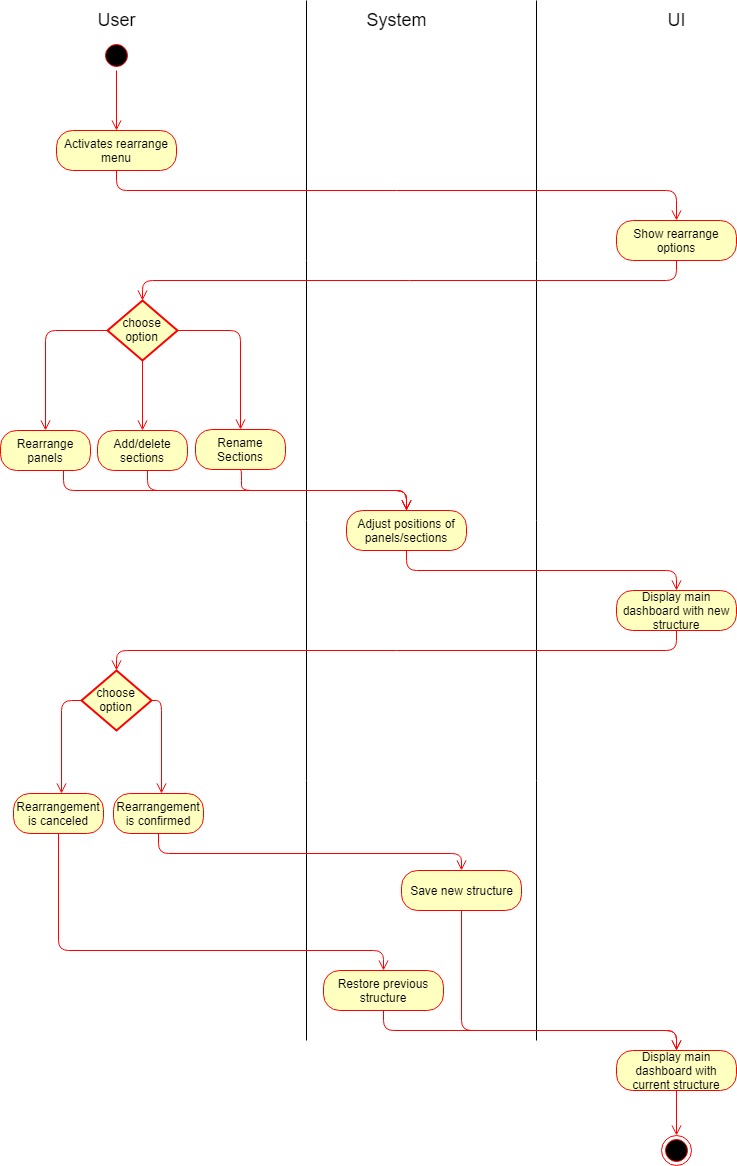 User
System
UI
Activates rearrange
menu
Show rearrange
options
choose
option
Rearrange
panels
Add/delete
sections
Rename
Sections
Adjust positions of
panels/sections
Display main
dashboard with new
structure
choose
option
Rearrangement
is canceled
Rearrangement
is confirmed
Save new structure
Restore previous
structure
Display main
dashboard with
current structure